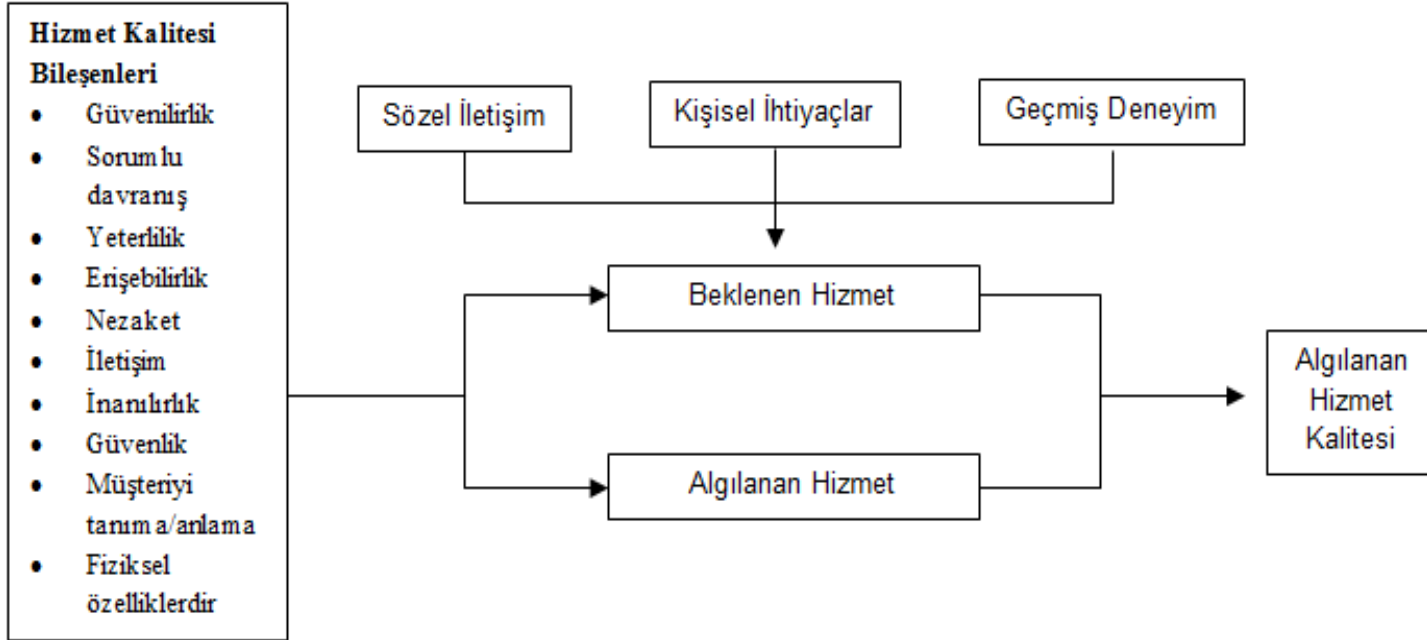 Hizmet Kalitesi
Bileşenleri
• Güvenilirlik
• Sorumlu
davranış
• Yeterlilik
• Erişebilirlik
• Nezaket
• İletişim
• İnanılırlık
• Güvenlik
• Müşteriyi
tanıma/anlama
• Fiziksel
özelliklerdir
Sözel İletişim
Kişisel İhtiyaçlar
Geçmiş Deneyim
Beklenen Hizmet
Algılanan Hizmet
Algılanan
Hizmet
Kalitesi